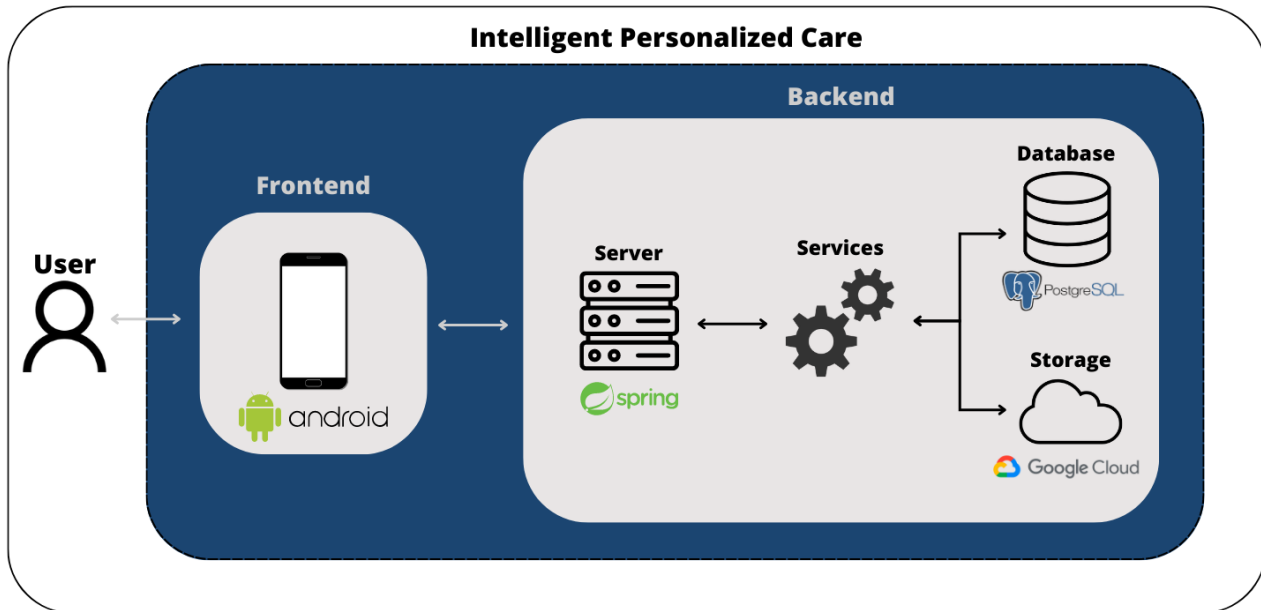 Intelligent Personalized Care
Backend
Frontend
Database
User
Server
Services
PostgreSQL
Storage
spring
android
Google Cloud